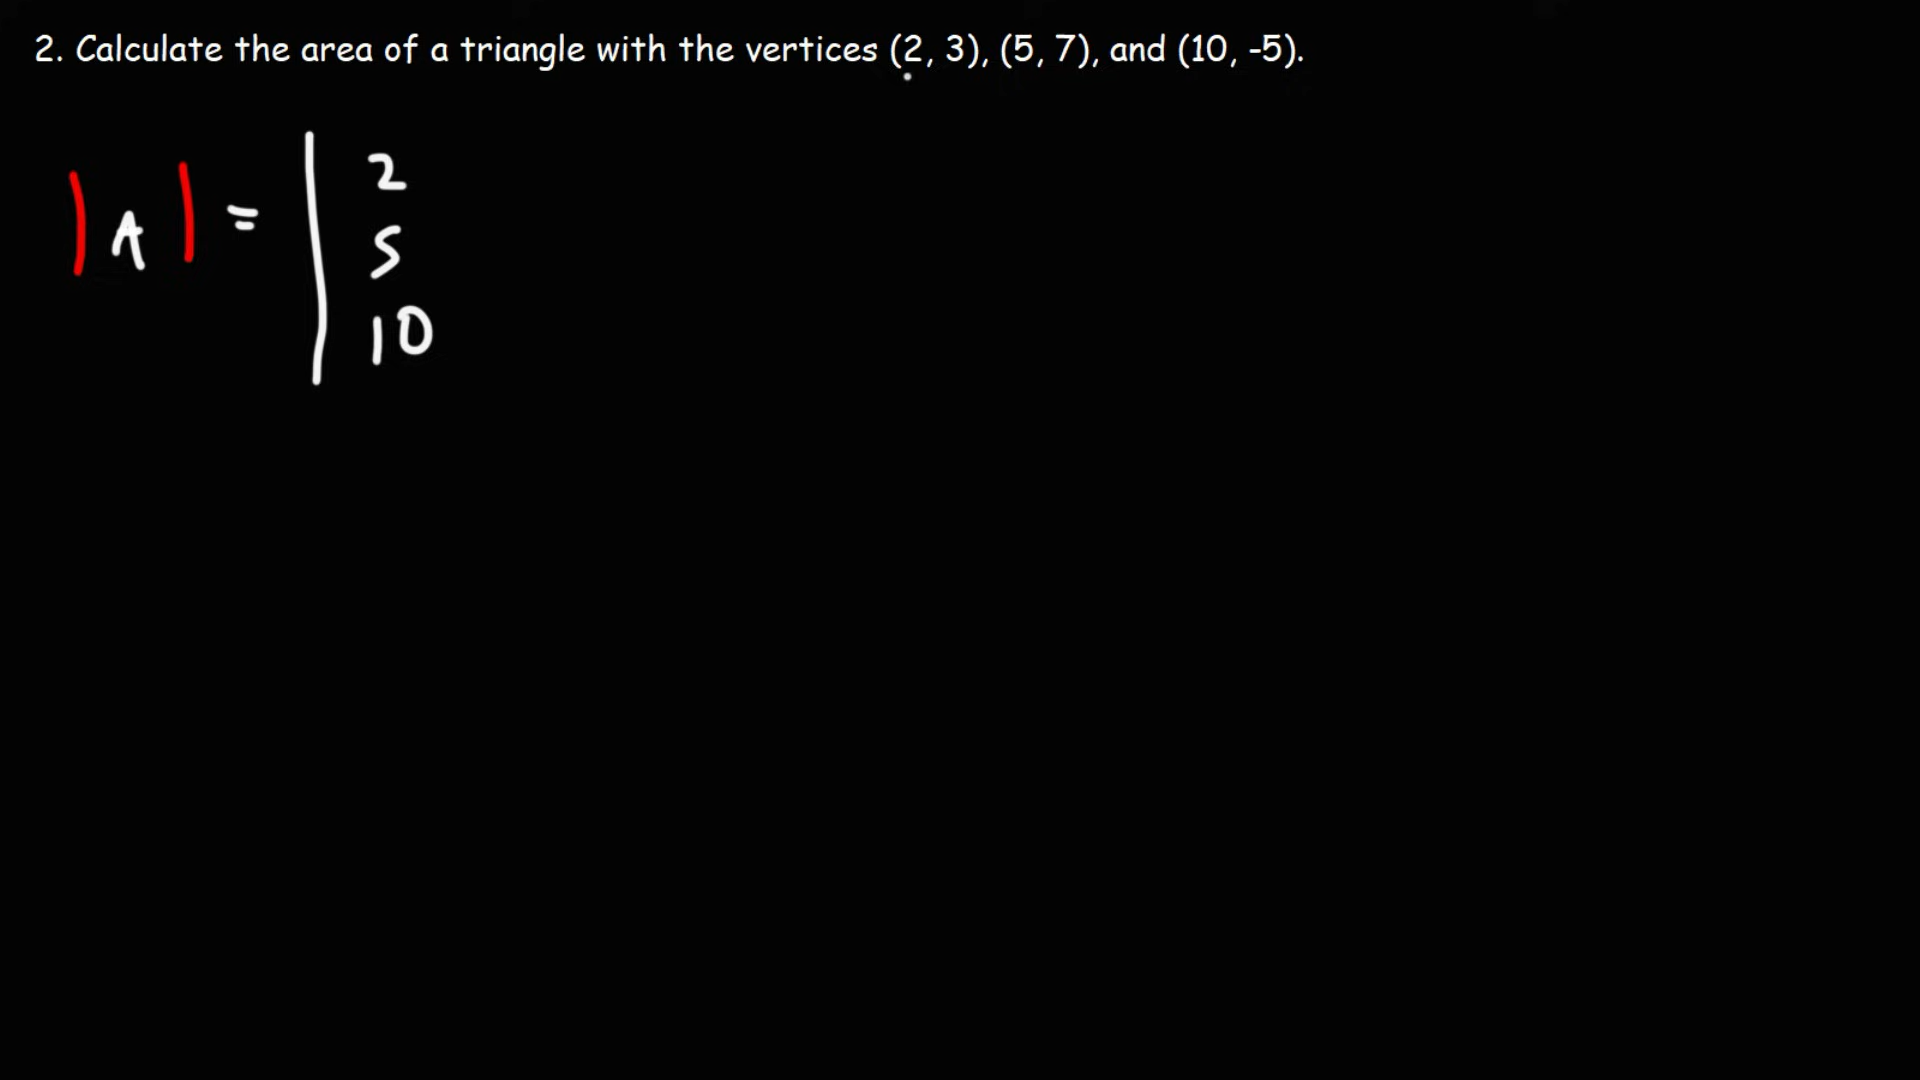 2. Calculate the area of a triangle with the vertices (2, 3), (5, 7), and (10, -5).
|A| = | 2
5
10